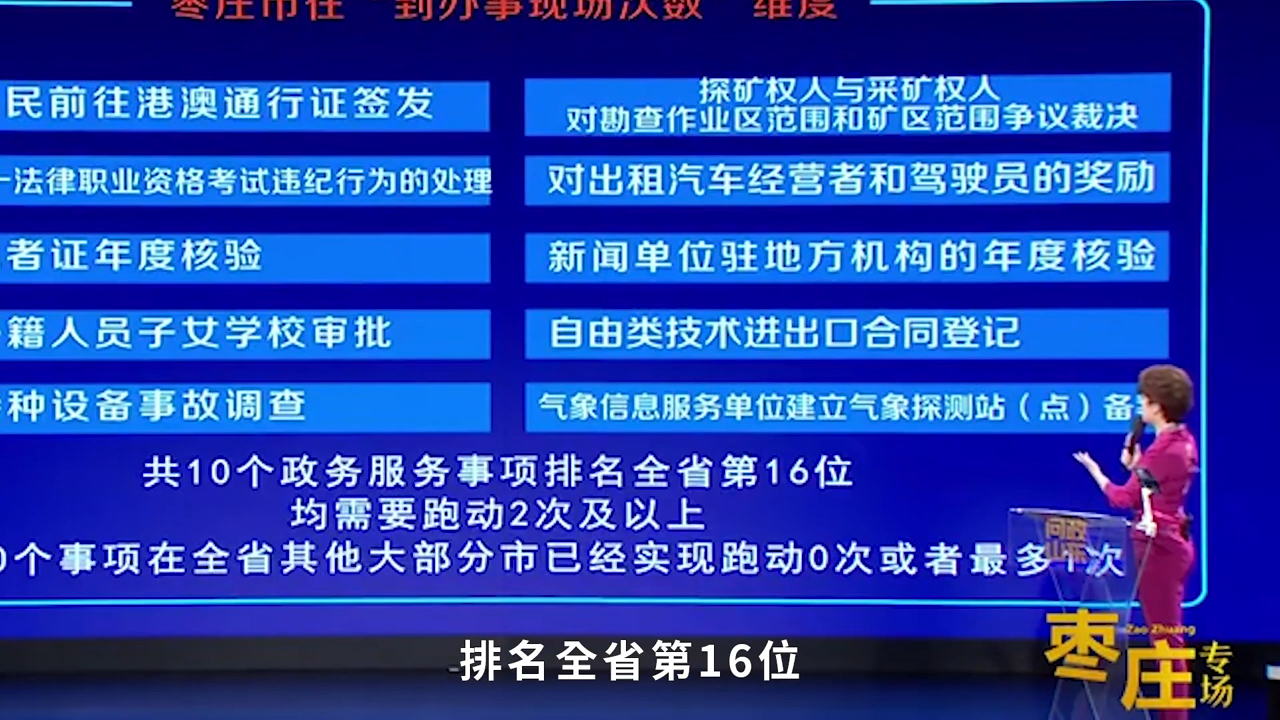 枣庄市在“到办事现场次数”维度
民前往港澳通行证签发
探矿权人与采矿权人
对勘查作业区范围和矿区范围争议裁决
法律职业资格考试违纪行为的处理
对出租汽车经营者和驾驶员的奖励
者证年度核验
新闻单位驻地方机构的年度核验
籍人员子女学校审批
自由类技术进出口合同登记
种设备事故调查
气象信息服务单位建立气象探测站（点）备
共10个政务服务事项排名全省第16位
均需要跑动2次及以上
0个事项在全省其他大部分市已经实现跑动0次或者最多1次
问政
山东
排名全省第16位
枣庄
Zao Zhuang
专场